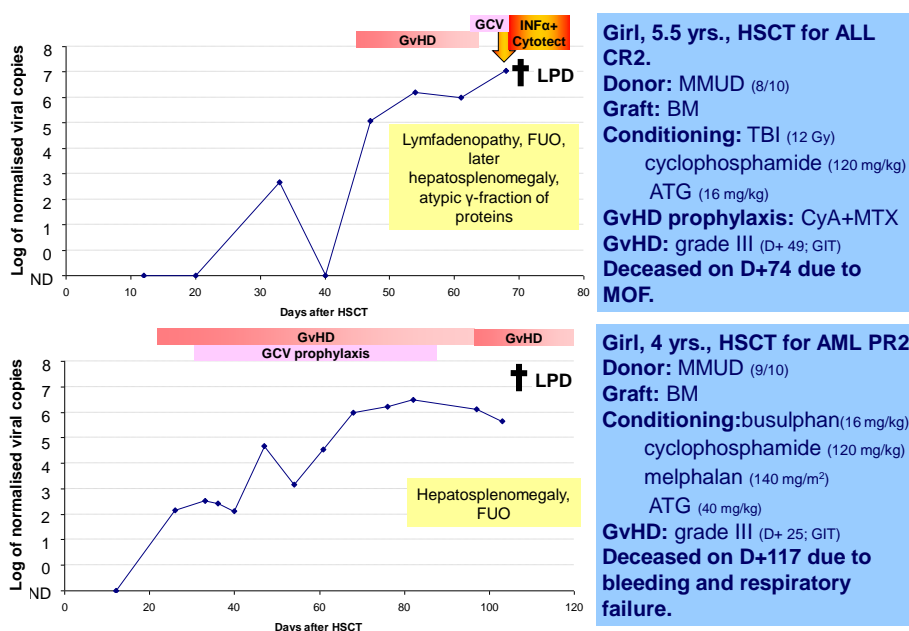 GCV
INFα+
Cytotect
GvHD
Log of normalised viral copies
8
7
6
5
4
3
2
1
0
ND
LPD
Lymfadenopathy, FUO,
later
hepatosplenomegaly,
atypic γ-fraction of
proteins
0
10
20
30
40
50
60
70
80
Days after HSCT
Girl, 5.5 yrs., HSCT for ALL
CR2.
Donor: MMUD (8/10)
Graft: BM
Conditioning: TBI (12 Gy)
cyclophosphamide (120 mg/kg)
ATG (16 mg/kg)
GvHD prophylaxis: CyA+MTX
GvHD: grade III (D+ 49; GIT)
Deceased on D+74 due to
MOF.
GvHD
GvHD
GCV prophylaxis
Log of normalised viral copies
8
7
6
5
4
3
2
1
0
ND
LPD
Hepatosplenomegaly,
FUO
0
20
40
60
80
100
120
Days after HSCT
Girl, 4 yrs., HSCT for AML PR2
Donor: MMUD (9/10)
Graft: BM
Conditioning:busulphan(16 mg/kg)
cyclophosphamide (120 mg/kg)
melphalan (140 mg/m²)
ATG (40 mg/kg)
GvHD: grade III (D+ 25; GIT)
Deceased on D+117 due to
bleeding and respiratory
failure.